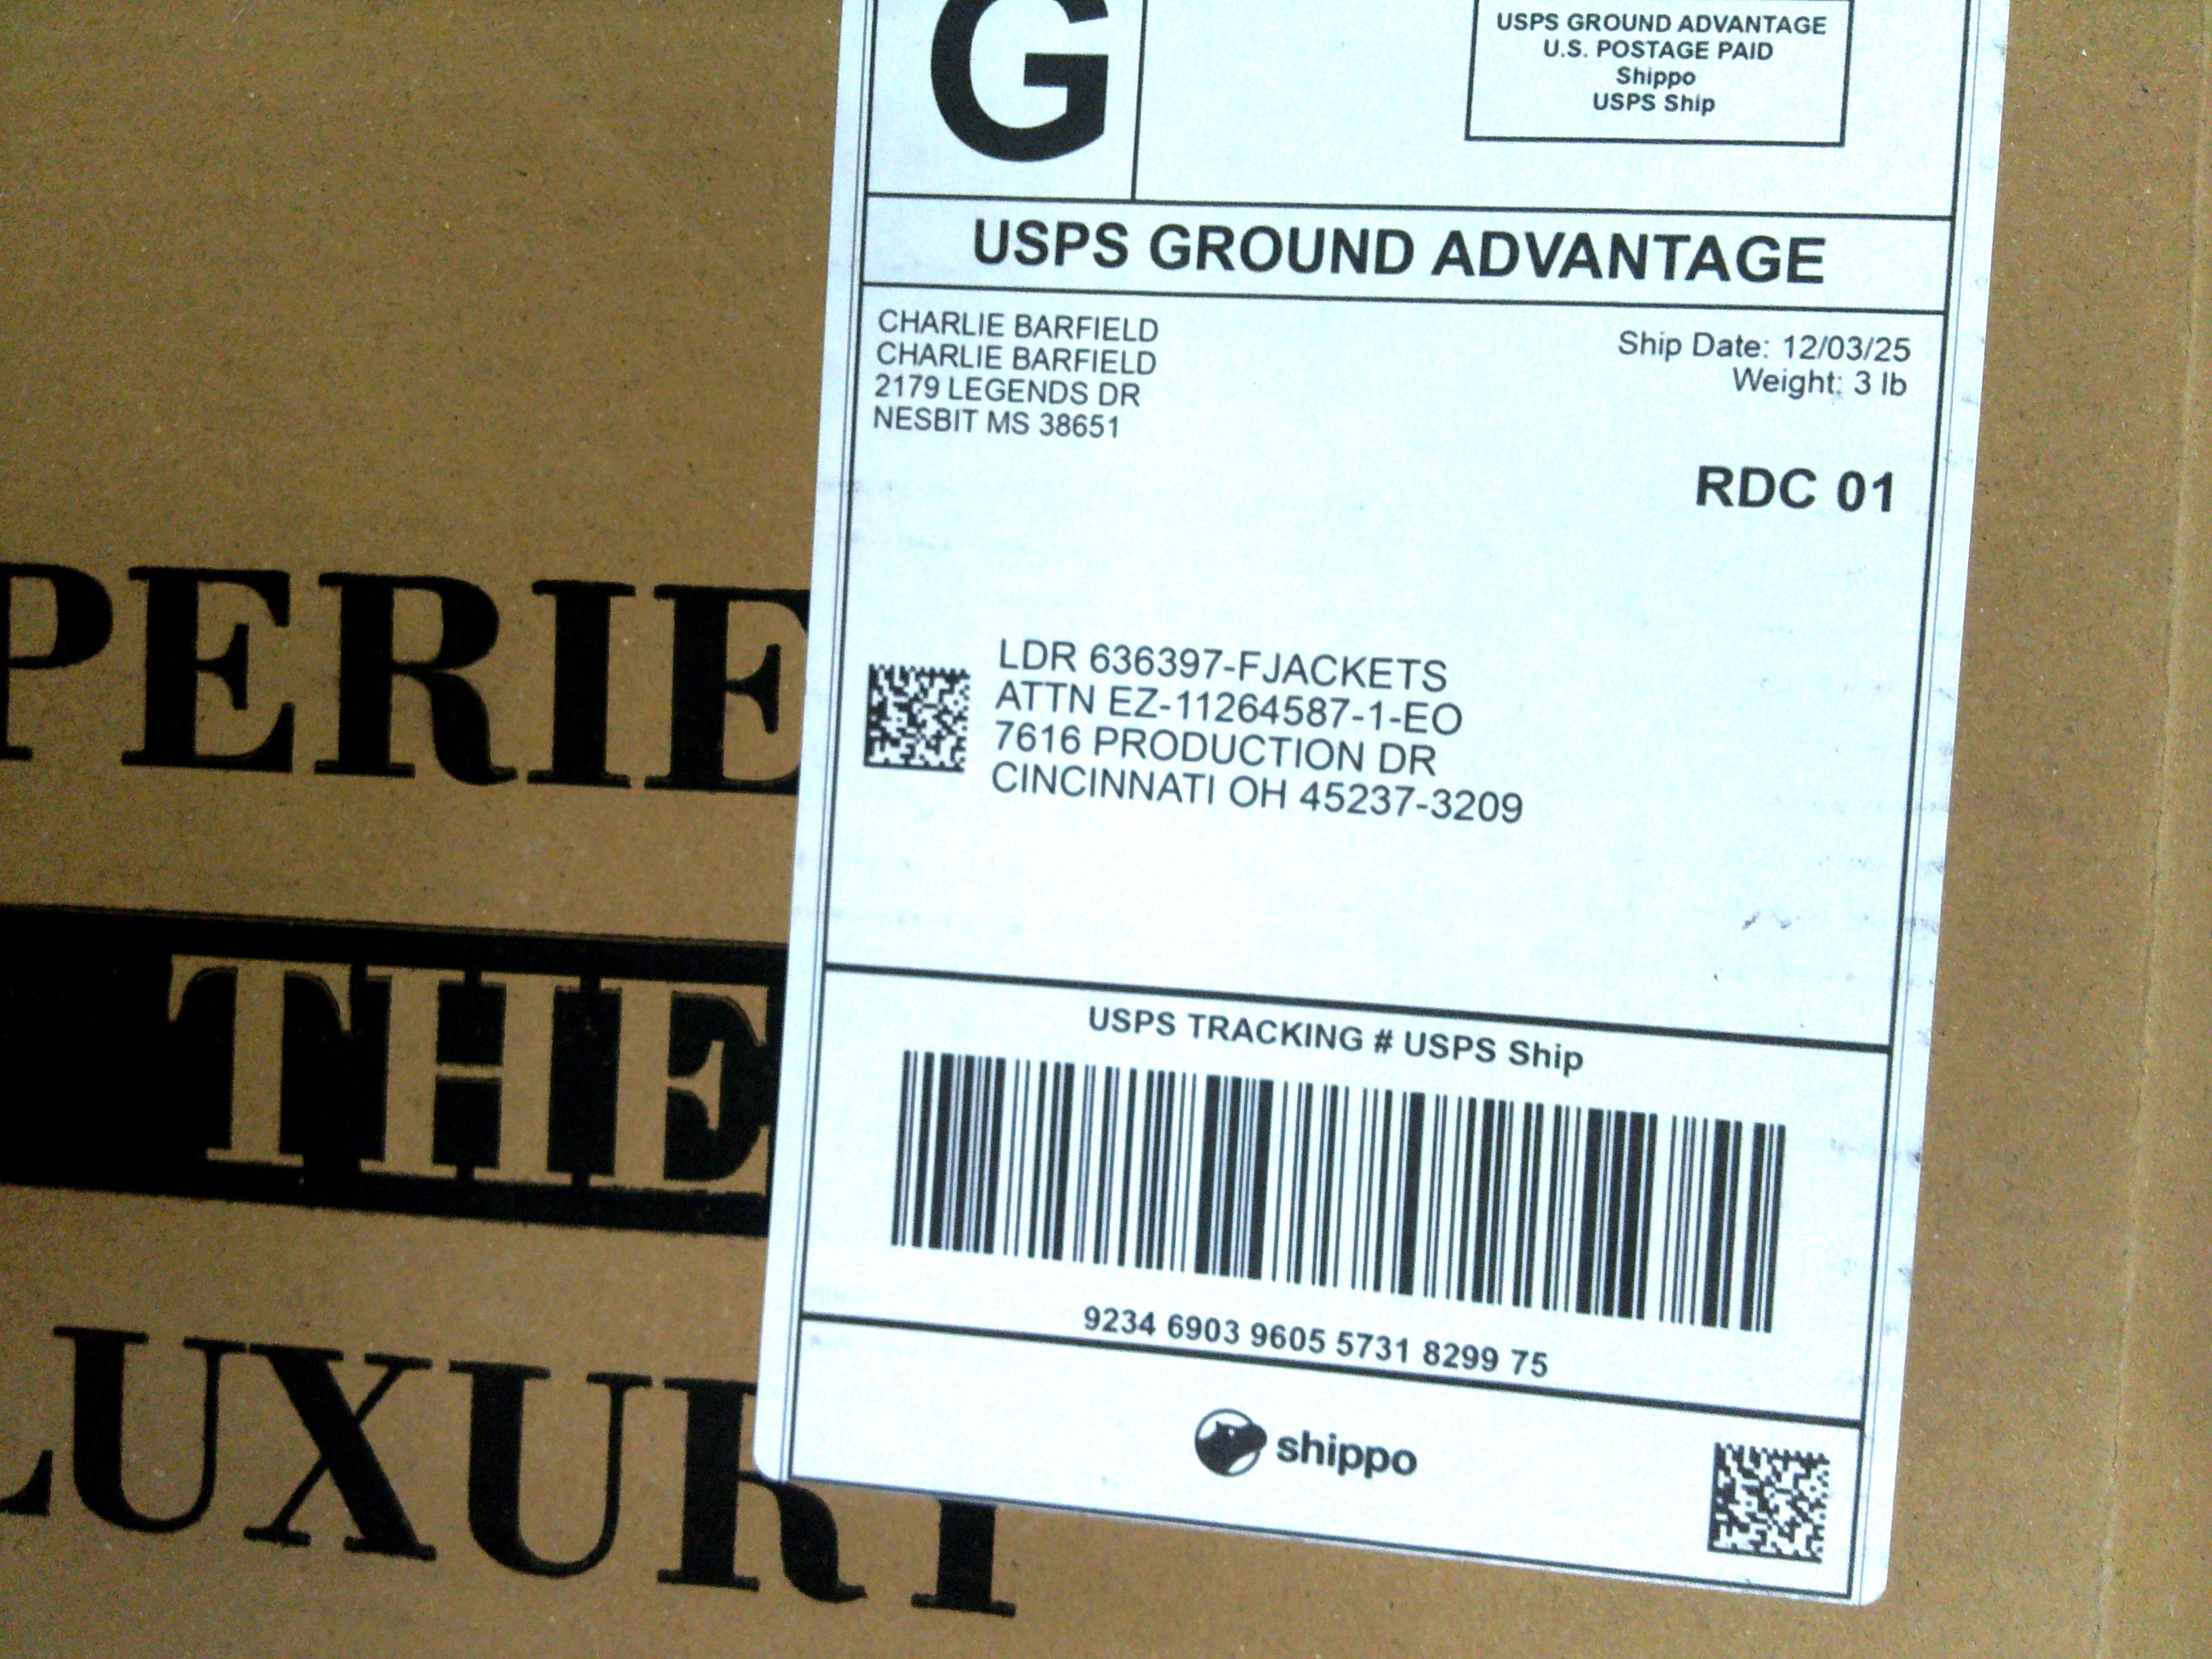 G
USPS GROUND ADVANTAGE
U.S. POSTAGE PAID
Shippo
USPS Ship
USPS GROUND ADVANTAGE
CHARLIE BARFIELD
CHARLIE BARFIELD
2179 LEGENDS DR
NESBIT MS 38651
Ship Date: 12/03/25
Weight: 3 lb
RDC 01
LDR 636397-FJACKETS
ATTN EZ-11264587-1-EO
7616 PRODUCTION DR
CINCINNATI OH 45237-3209
USPS TRACKING # USPS Ship
9234 6903 9605 5731 8299 75
shippo
PERIE
THE
LUXURY